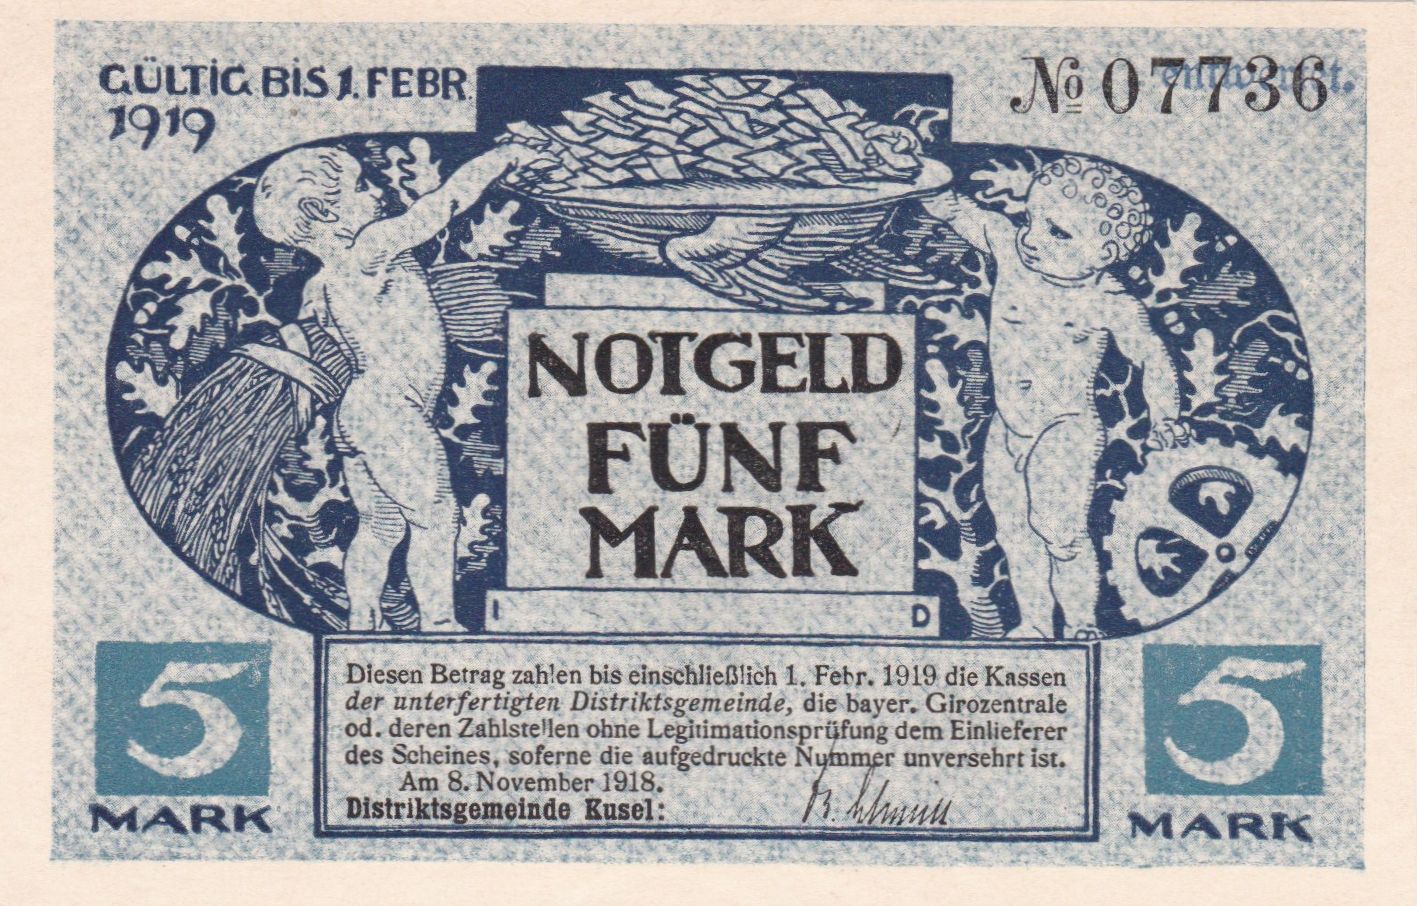 GÜLTIG BIS 1. FEBR.
1919
No 07736
entwertet.
NOTGELD
FÜNF
MARK
I D
5
MARK
Diesen Betrag zahlen bis einschließlich 1. Febr. 1919 die Kassen
der unterfertigten Distriktsgemeinde, die bayer. Girozentrale
od. deren Zahlstellen ohne Legitimationsprüfung dem Einlieferer
des Scheines, soferne die aufgedruckte Nummer unversehrt ist.
Am 8. November 1918.
Distriktsgemeinde Kusel:
5
MARK